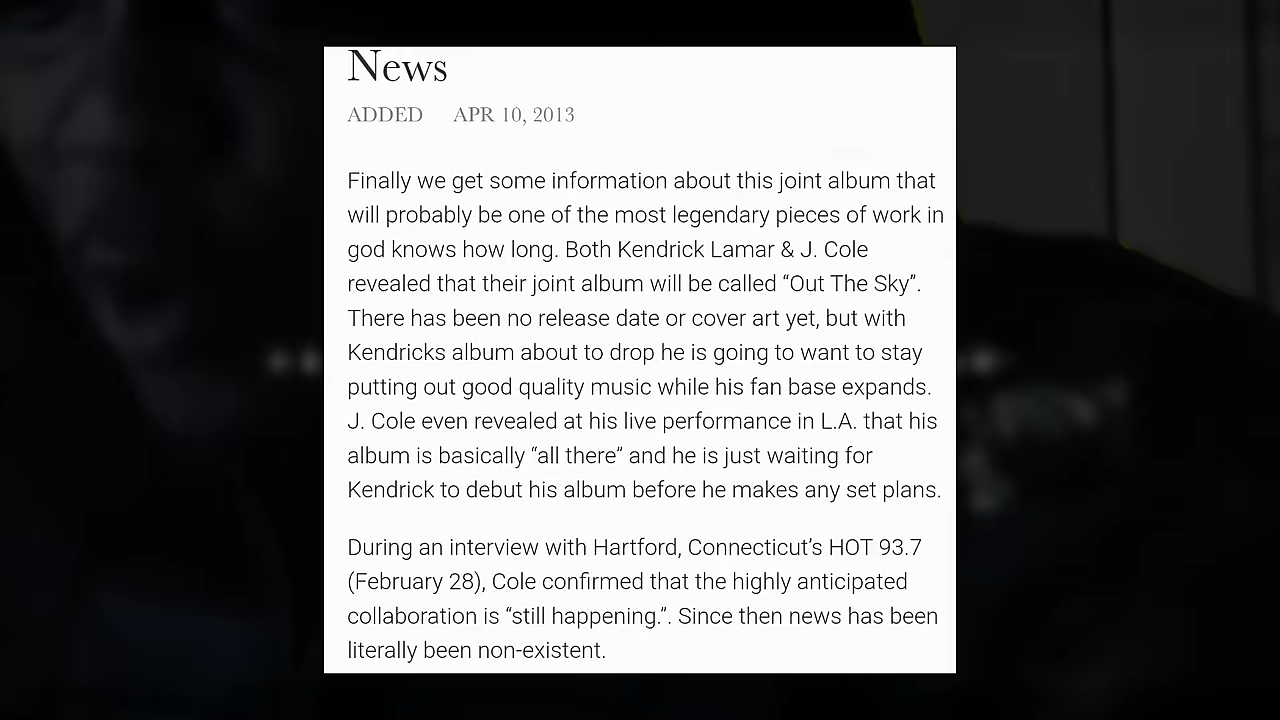 News
ADDED APR 10, 2013
Finally we get some information about this joint album that
will probably be one of the most legendary pieces of work in
god knows how long. Both Kendrick Lamar & J. Cole
revealed that their joint album will be called “Out The Sky”.
There has been no release date or cover art yet, but with
Kendricks album about to drop he is going to want to stay
putting out good quality music while his fan base expands.
J. Cole even revealed at his live performance in L.A. that his
album is basically “all there” and he is just waiting for
Kendrick to debut his album before he makes any set plans.
During an interview with Hartford, Connecticut’s HOT 93.7
(February 28), Cole confirmed that the highly anticipated
collaboration is “still happening.”. Since then news has been
literally been non-existent.